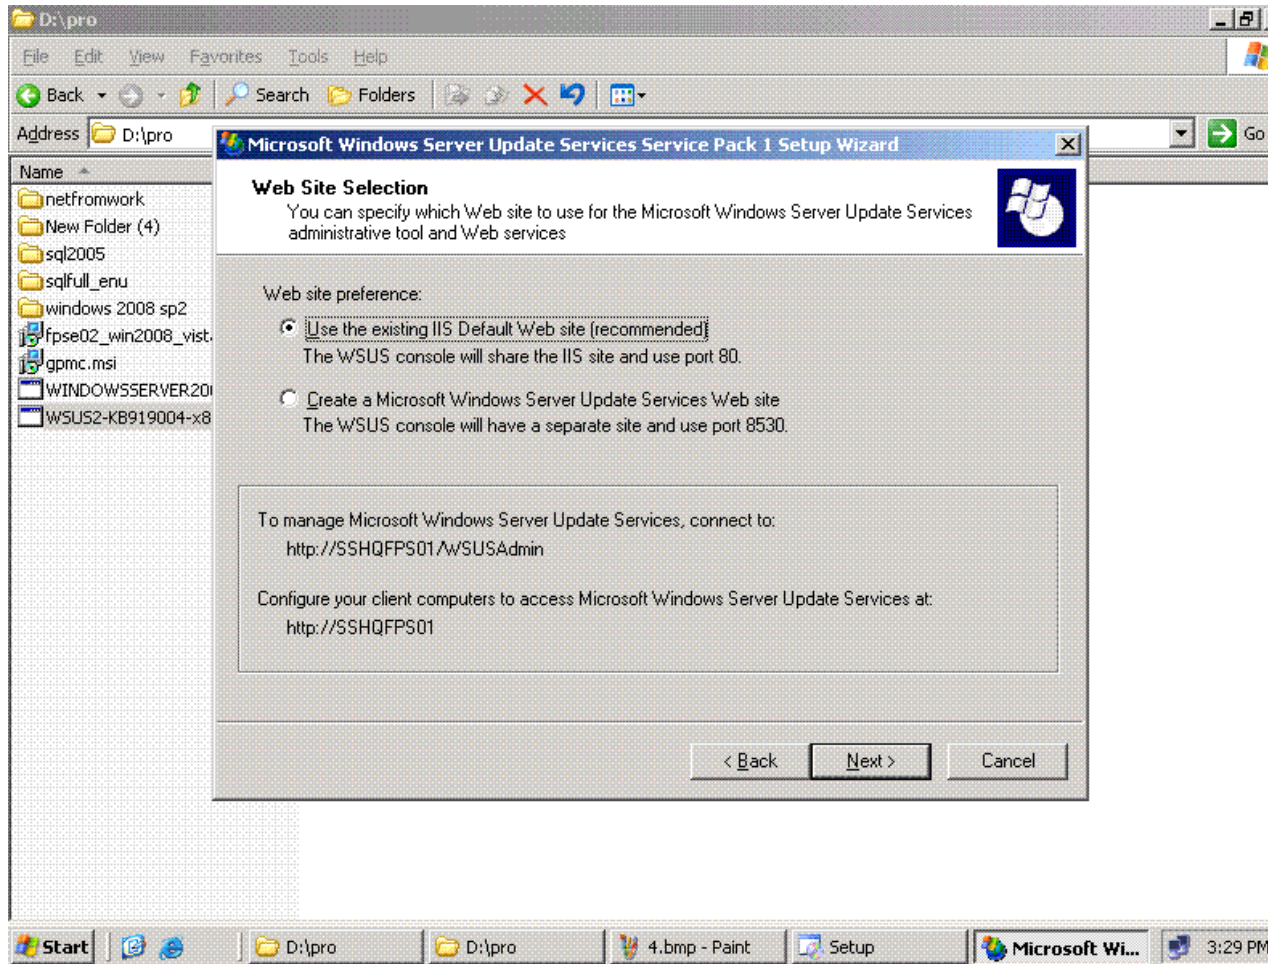 D:\pro
File Edit View Favorites Tools Help
Back Search Folders
Address D:\pro Go
Name
netfromwork
New Folder (4)
sql2005
sqlfull_enu
windows 2008 sp2
fpse02_win2008_vist
gpmc.msi
WINDOWSSERVER20
WSUS2-KB919004-x8
Microsoft Windows Server Update Services Service Pack 1 Setup Wizard
Web Site Selection
You can specify which Web site to use for the Microsoft Windows Server Update Services
administrative tool and Web services
Web site preference:
Use the existing IIS Default Web site (recommended)
The WSUS console will share the IIS site and use port 80.
Create a Microsoft Windows Server Update Services Web site
The WSUS console will have a separate site and use port 8530.
To manage Microsoft Windows Server Update Services, connect to:
http://SSHQFPS01/WSUSAdmin
Configure your client computers to access Microsoft Windows Server Update Services at:
http://SSHQFPS01
< Back Next > Cancel
Start D:\pro D:\pro 4.bmp - Paint Setup Microsoft Wi... 3:29 PM